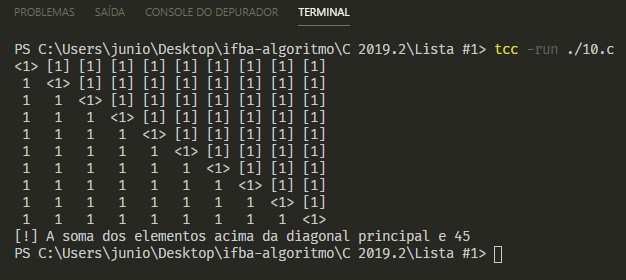 PROBLEMAS SAÍDA CONSOLE DO DEPURADOR TERMINAL
PS C:\Users\junio\Desktop\ifba-algoritmo\C 2019.2\Lista #1> tcc -run ./10.c
<1> [1] [1] [1] [1] [1] [1] [1] [1] [1]
 1 <1> [1] [1] [1] [1] [1] [1] [1] [1]
 1   1 <1> [1] [1] [1] [1] [1] [1] [1]
 1   1   1 <1> [1] [1] [1] [1] [1] [1]
 1   1   1   1 <1> [1] [1] [1] [1] [1]
 1   1   1   1   1 <1> [1] [1] [1] [1]
 1   1   1   1   1   1 <1> [1] [1] [1]
 1   1   1   1   1   1   1 <1> [1] [1]
 1   1   1   1   1   1   1   1 <1> [1]
 1   1   1   1   1   1   1   1   1 <1>
[!] A soma dos elementos acima da diagonal principal e 45
PS C:\Users\junio\Desktop\ifba-algoritmo\C 2019.2\Lista #1>